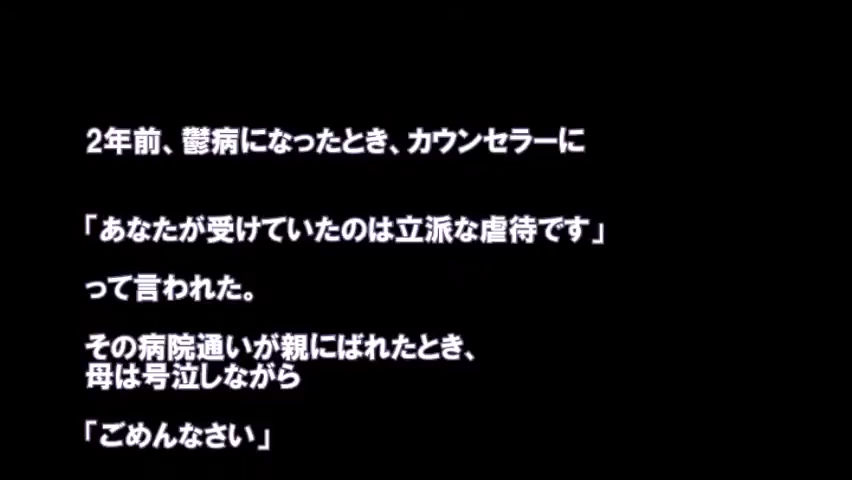 2年前、鬱病になったとき、カウンセラーに
「あなたが受けていたのは立派な虐待です」
って言われた。
その病院通いが親にばれたとき、
母は号泣しながら
「ごめんなさい」